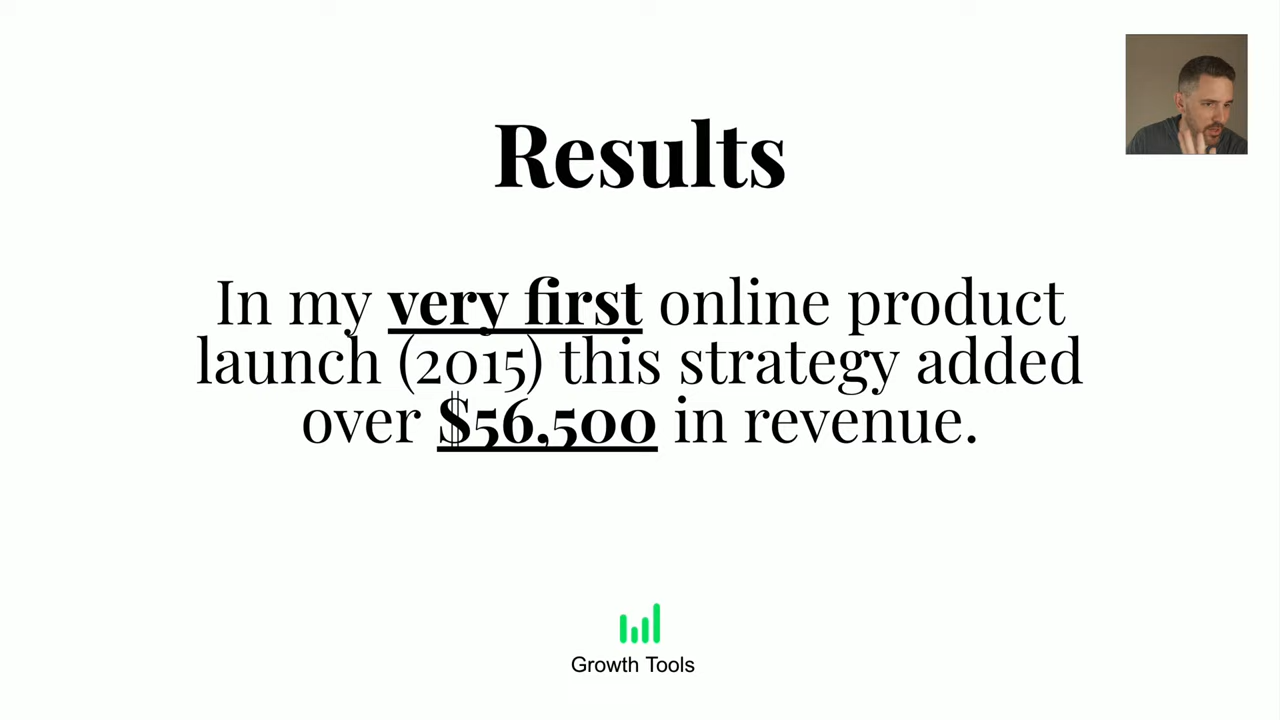 Results
In my very first online product
launch (2015) this strategy added
over $56,500 in revenue.
Growth Tools